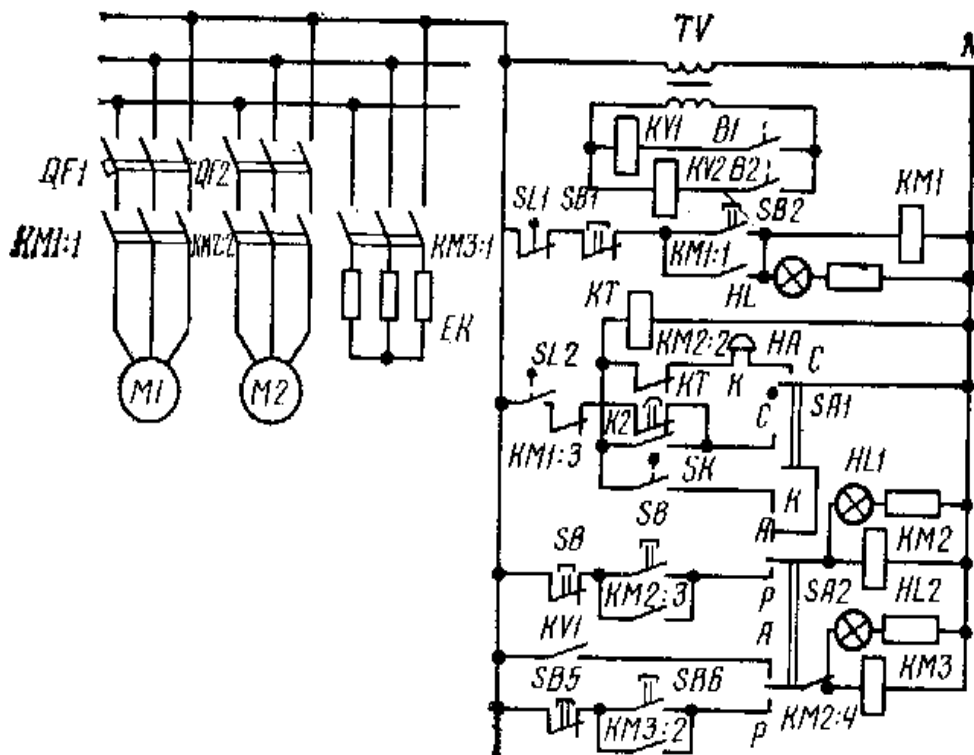 TV
N
KV1
B1
QF1
QF2
KV2
B2
KM1
SL1
SB1
SB2
KM1:1
KM2:2
KM3:1
KM1:1
KT
HL
EK
KM2:2
HA
C
SL2
M1
M2
KT
K
SA1
K2
C
KM1:3
SK
HL1
SB
K
A
KM2
SB
SB
KM2:3
P
SA2
HL2
KV1
A
SB5
SB6
KM3
KM3:2
P
KM2:4